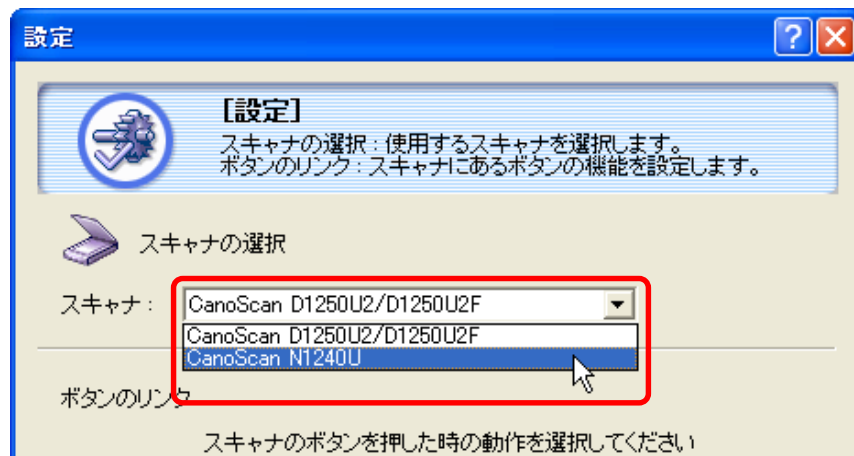 設定
[設定]
スキャナの選択：使用するスキャナを選択します。
ボタンのリンク：スキャナにあるボタンの機能を設定します。
スキャナの選択
スキャナ： CanoScan D1250U2/D1250U2F
CanoScan D1250U2/D1250U2F
CanoScan N1240U
ボタンのリンク
スキャナのボタンを押した時の動作を選択してください